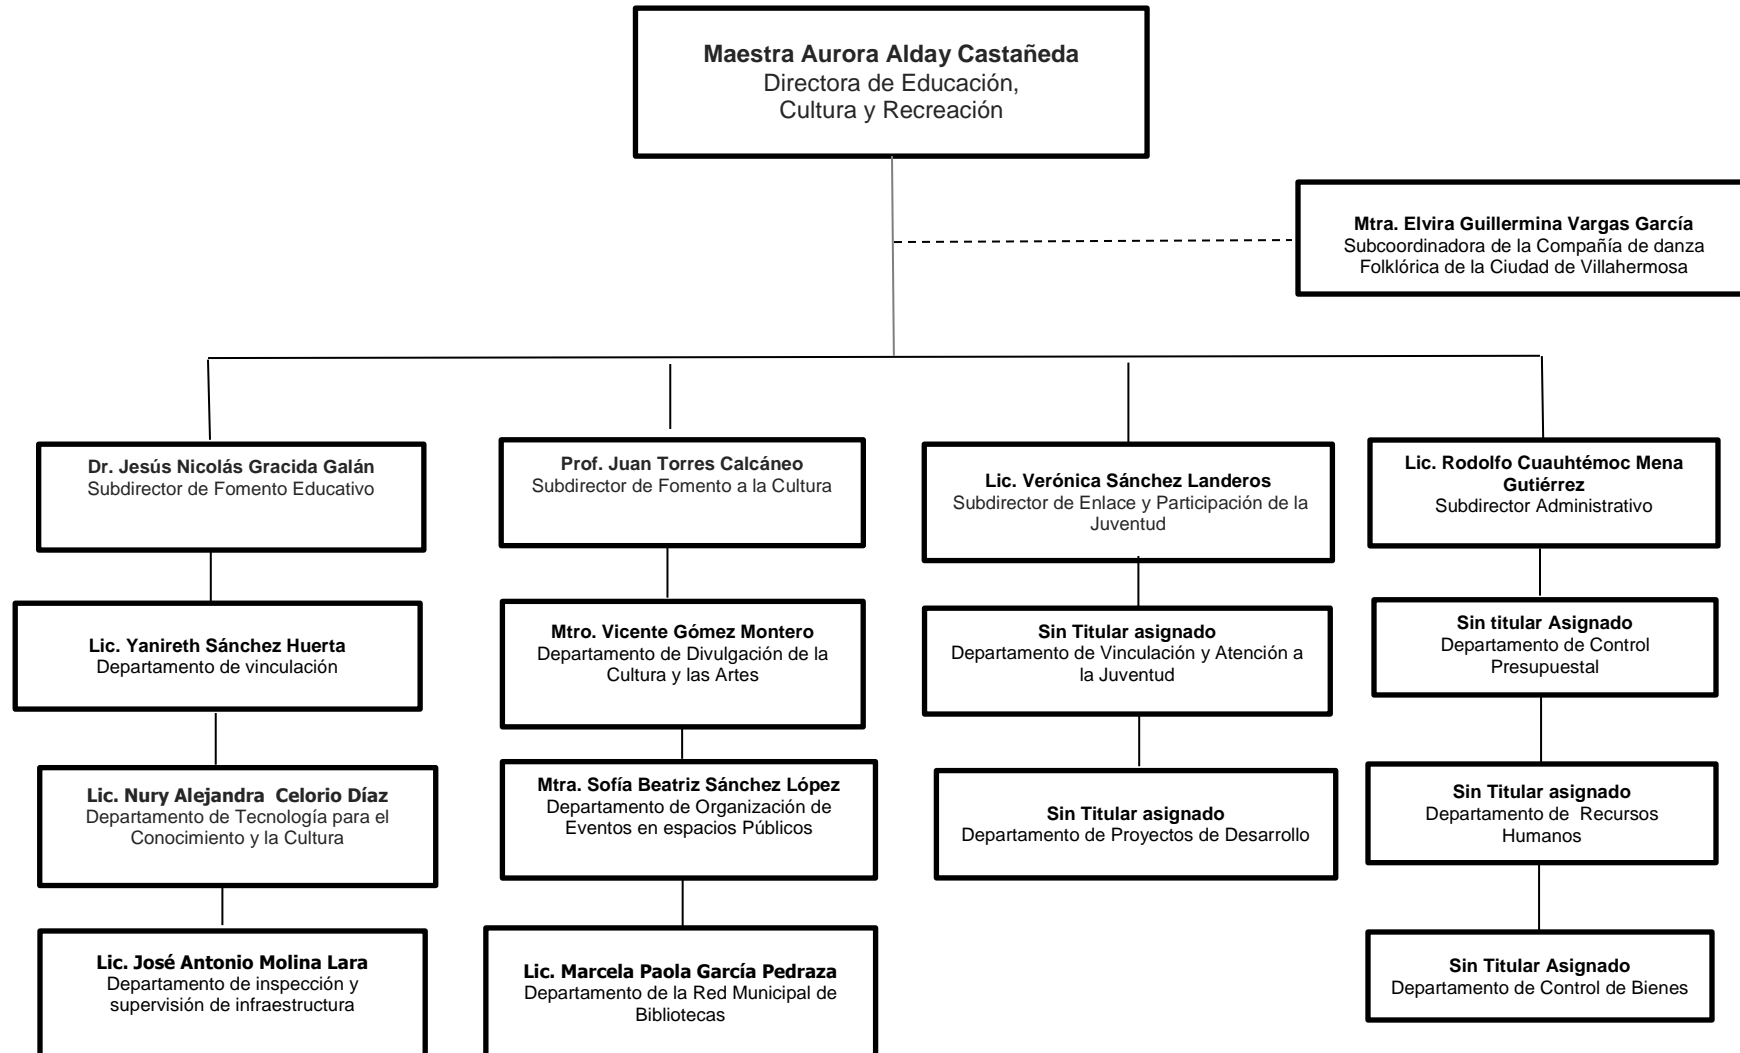 Maestra Aurora Alday Castañeda
Directora de Educación,
Cultura y Recreación
Mtra. Elvira Guillermina Vargas García
Subcoordinadora de la Compañía de danza
Folklórica de la Ciudad de Villahermosa
Dr. Jesús Nicolás Gracida Galán
Subdirector de Fomento Educativo
Prof. Juan Torres Calcáneo
Subdirector de Fomento a la Cultura
Lic. Verónica Sánchez Landeros
Subdirector de Enlace y Participación de la
Juventud
Lic. Rodolfo Cuauhtémoc Mena
Gutiérrez
Subdirector Administrativo
Lic. Yanireth Sánchez Huerta
Departamento de vinculación
Mtro. Vicente Gómez Montero
Departamento de Divulgación de la
Cultura y las Artes
Sin Titular asignado
Departamento de Vinculación y Atención a
la Juventud
Sin titular Asignado
Departamento de Control
Presupuestal
Lic. Nury Alejandra  Celorio Díaz
Departamento de Tecnología para el
Conocimiento y la Cultura
Mtra. Sofía Beatriz Sánchez López
Departamento de Organización de
Eventos en espacios Públicos
Sin Titular asignado
Departamento de Proyectos de Desarrollo
Sin Titular asignado
Departamento de  Recursos
Humanos
Lic. José Antonio Molina Lara
Departamento de inspección y
supervisión de infraestructura
Lic. Marcela Paola García Pedraza
Departamento de la Red Municipal de
Bibliotecas
Sin Titular Asignado
Departamento de Control de Bienes